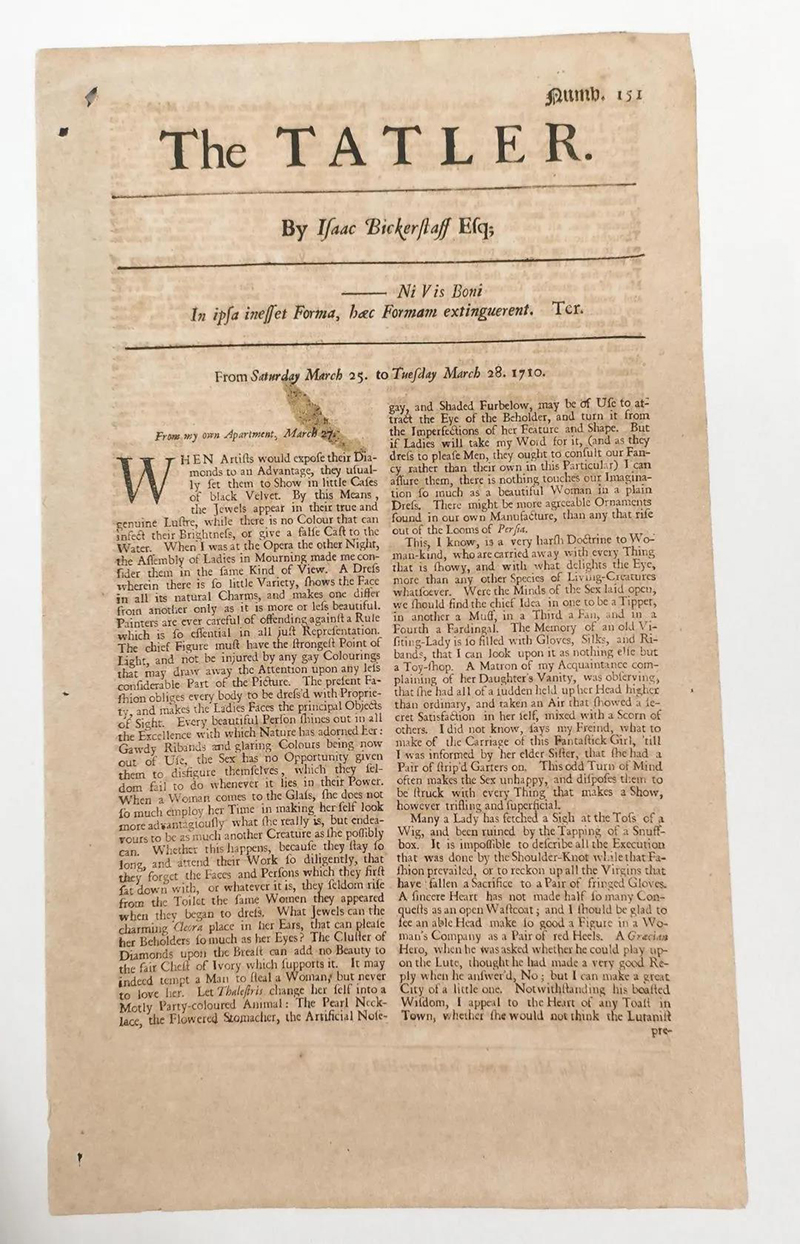 Numb. 151
The TATLER.
By Iſaac Bickerſtaff Eſq;
—— Ni Vis Boni
In ipſa ineſſet Forma, hæc Formam extinguerent. Ter.
From Saturday March 25. to Tueſday March 28. 1710.
From my own Apartment, March 27.
WHEN Artiſts would expoſe their Dia-
monds to an Advantage, they uſual-
ly ſet them to Show in little Caſes
of black Velvet. By this Means,
the Jewels appear in their true and
genuine Luſtre, while there is no Colour that can
infect their Brightneſs, or give a falſe Caſt to the
Water. When I was at the Opera the other Night,
the Aſſembly of Ladies in Mourning made me con-
ſider them in the ſame Kind of View. A Dreſs
wherein there is ſo little Variety, ſhows the Face
in all its natural Charms, and makes one differ
from another only as it is more or leſs beautiful.
Painters are ever careful of offending againſt a Rule
which is ſo eſſential in all juſt Repreſentation.
The chief Figure muſt have the ſtrongeſt Point of
Light, and not be injured by any gay Colourings
that may draw away the Attention upon any leſs
conſiderable Part of the Picture. The preſent Fa-
ſhion obliges every body to be dreſs'd with Proprie-
ty, and makes the Ladies Faces the principal Objects
of Sight. Every beautiful Perſon ſhines out in all
the Excellence with which Nature has adorned her:
Gawdy Ribands and glaring Colours being now
out of Uſe, the Sex has no Opportunity given
them to disfigure themſelves, which they ſel-
dom fail to do whenever it lies in their Power.
When a Woman comes to the Glaſs, ſhe does not
ſo much employ her Time in making her ſelf look
more advantagiouſly what ſhe really is, but endea-
vours to be as much another Creature as ſhe poſſibly
can. Whether this happens, becauſe they ſtay ſo
long, and attend their Work ſo diligently, that
they forget the Faces and Perſons which they firſt
ſat down with, or whatever it is, they ſeldom riſe
from the Toilet the ſame Women they appeared
when they began to dreſs. What Jewels can the
charming Cleora place in her Ears, that can pleaſe
her Beholders ſo much as her Eyes? The Cluſter of
Diamonds upon the Breaſt can add no Beauty to
the fair Cheſt of Ivory which ſupports it. It may
indeed tempt a Man to ſteal a Woman, but never
to love her. Let Thaleſtris change her ſelf into a
Motly Party-coloured Animal: The Pearl Neck-
lace, the Flowered Stomacher, the Artificial Noſe-
gay, and Shaded Furbelow, may be of Uſe to at-
tract the Eye of the Beholder, and turn it from
the Imperfections of her Feature and Shape. But
if Ladies will take my Word for it, (and as they
dreſs to pleaſe Men, they ought to conſult our Fan-
cy rather than their own in this Particular) I can
aſſure them, there is nothing touches our Imagina-
tion ſo much as a beautiful Woman in a plain
Dreſs. There might be more agreeable Ornaments
found in our own Manufacture, than any that riſe
out of the Looms of Perſia.
This, I know, is a very harſh Doctrine to Wo-
man-kind, who are carried away with every Thing
that is ſhowy, and with what delights the Eye,
more than any other Species of Living-Creatures
whatſoever. Were the Minds of the Sex laid open,
we ſhould find the chief Idea in one to be a Tippet,
in another a Muff, in a Third a Fan, and in a
Fourth a Fardingal. The Memory of an old Vi-
ſiting-Lady is ſo filled with Gloves, Silks, and Ri-
bands, that I can look upon it as nothing elſe but
a Toy-ſhop. A Matron of my Acquaintance com-
plaining of her Daughter's Vanity, was obſerving,
that ſhe had all of a ſudden held up her Head higher
than ordinary, and taken an Air that ſhowed a ſe-
cret Satisfaction in her ſelf, mixed with a Scorn of
others. I did not know, ſays my Freind, what to
make of the Carriage of this Fantaſtick Girl, 'till
I was informed by her elder Siſter, that ſhe had a
Pair of ſtrip'd Garters on. This odd Turn of Mind
often makes the Sex unhappy, and diſpoſes them to
be ſtruck with every Thing that makes a Show,
however trifling and ſuperficial.
Many a Lady has fetched a Sigh at the Toſs of a
Wig, and been ruined by the Tapping of a Snuff-
box. It is impoſſible to deſcribe all the Execution
that was done by the Shoulder-Knot while that Fa-
ſhion prevailed, or to reckon up all the Virgins that
have fallen a Sacrifice to a Pair of fringed Gloves.
A ſincere Heart has not made half ſo many Con-
queſts as an open Waſtcoat; and I ſhould be glad to
ſee an able Head make ſo good a Figure in a Wo-
man's Company as a Pair of red Heels. A Grecian
Hero, when he was asked whether he could play up-
on the Lute, thought he had made a very good Re-
ply when he anſwer'd, No; but I can make a great
City of a little one. Notwithſtanding his boaſted
Wiſdom, I appeal to the Heart of any Toaſt in
Town, whether ſhe would not think the Lutaniſt
pre-